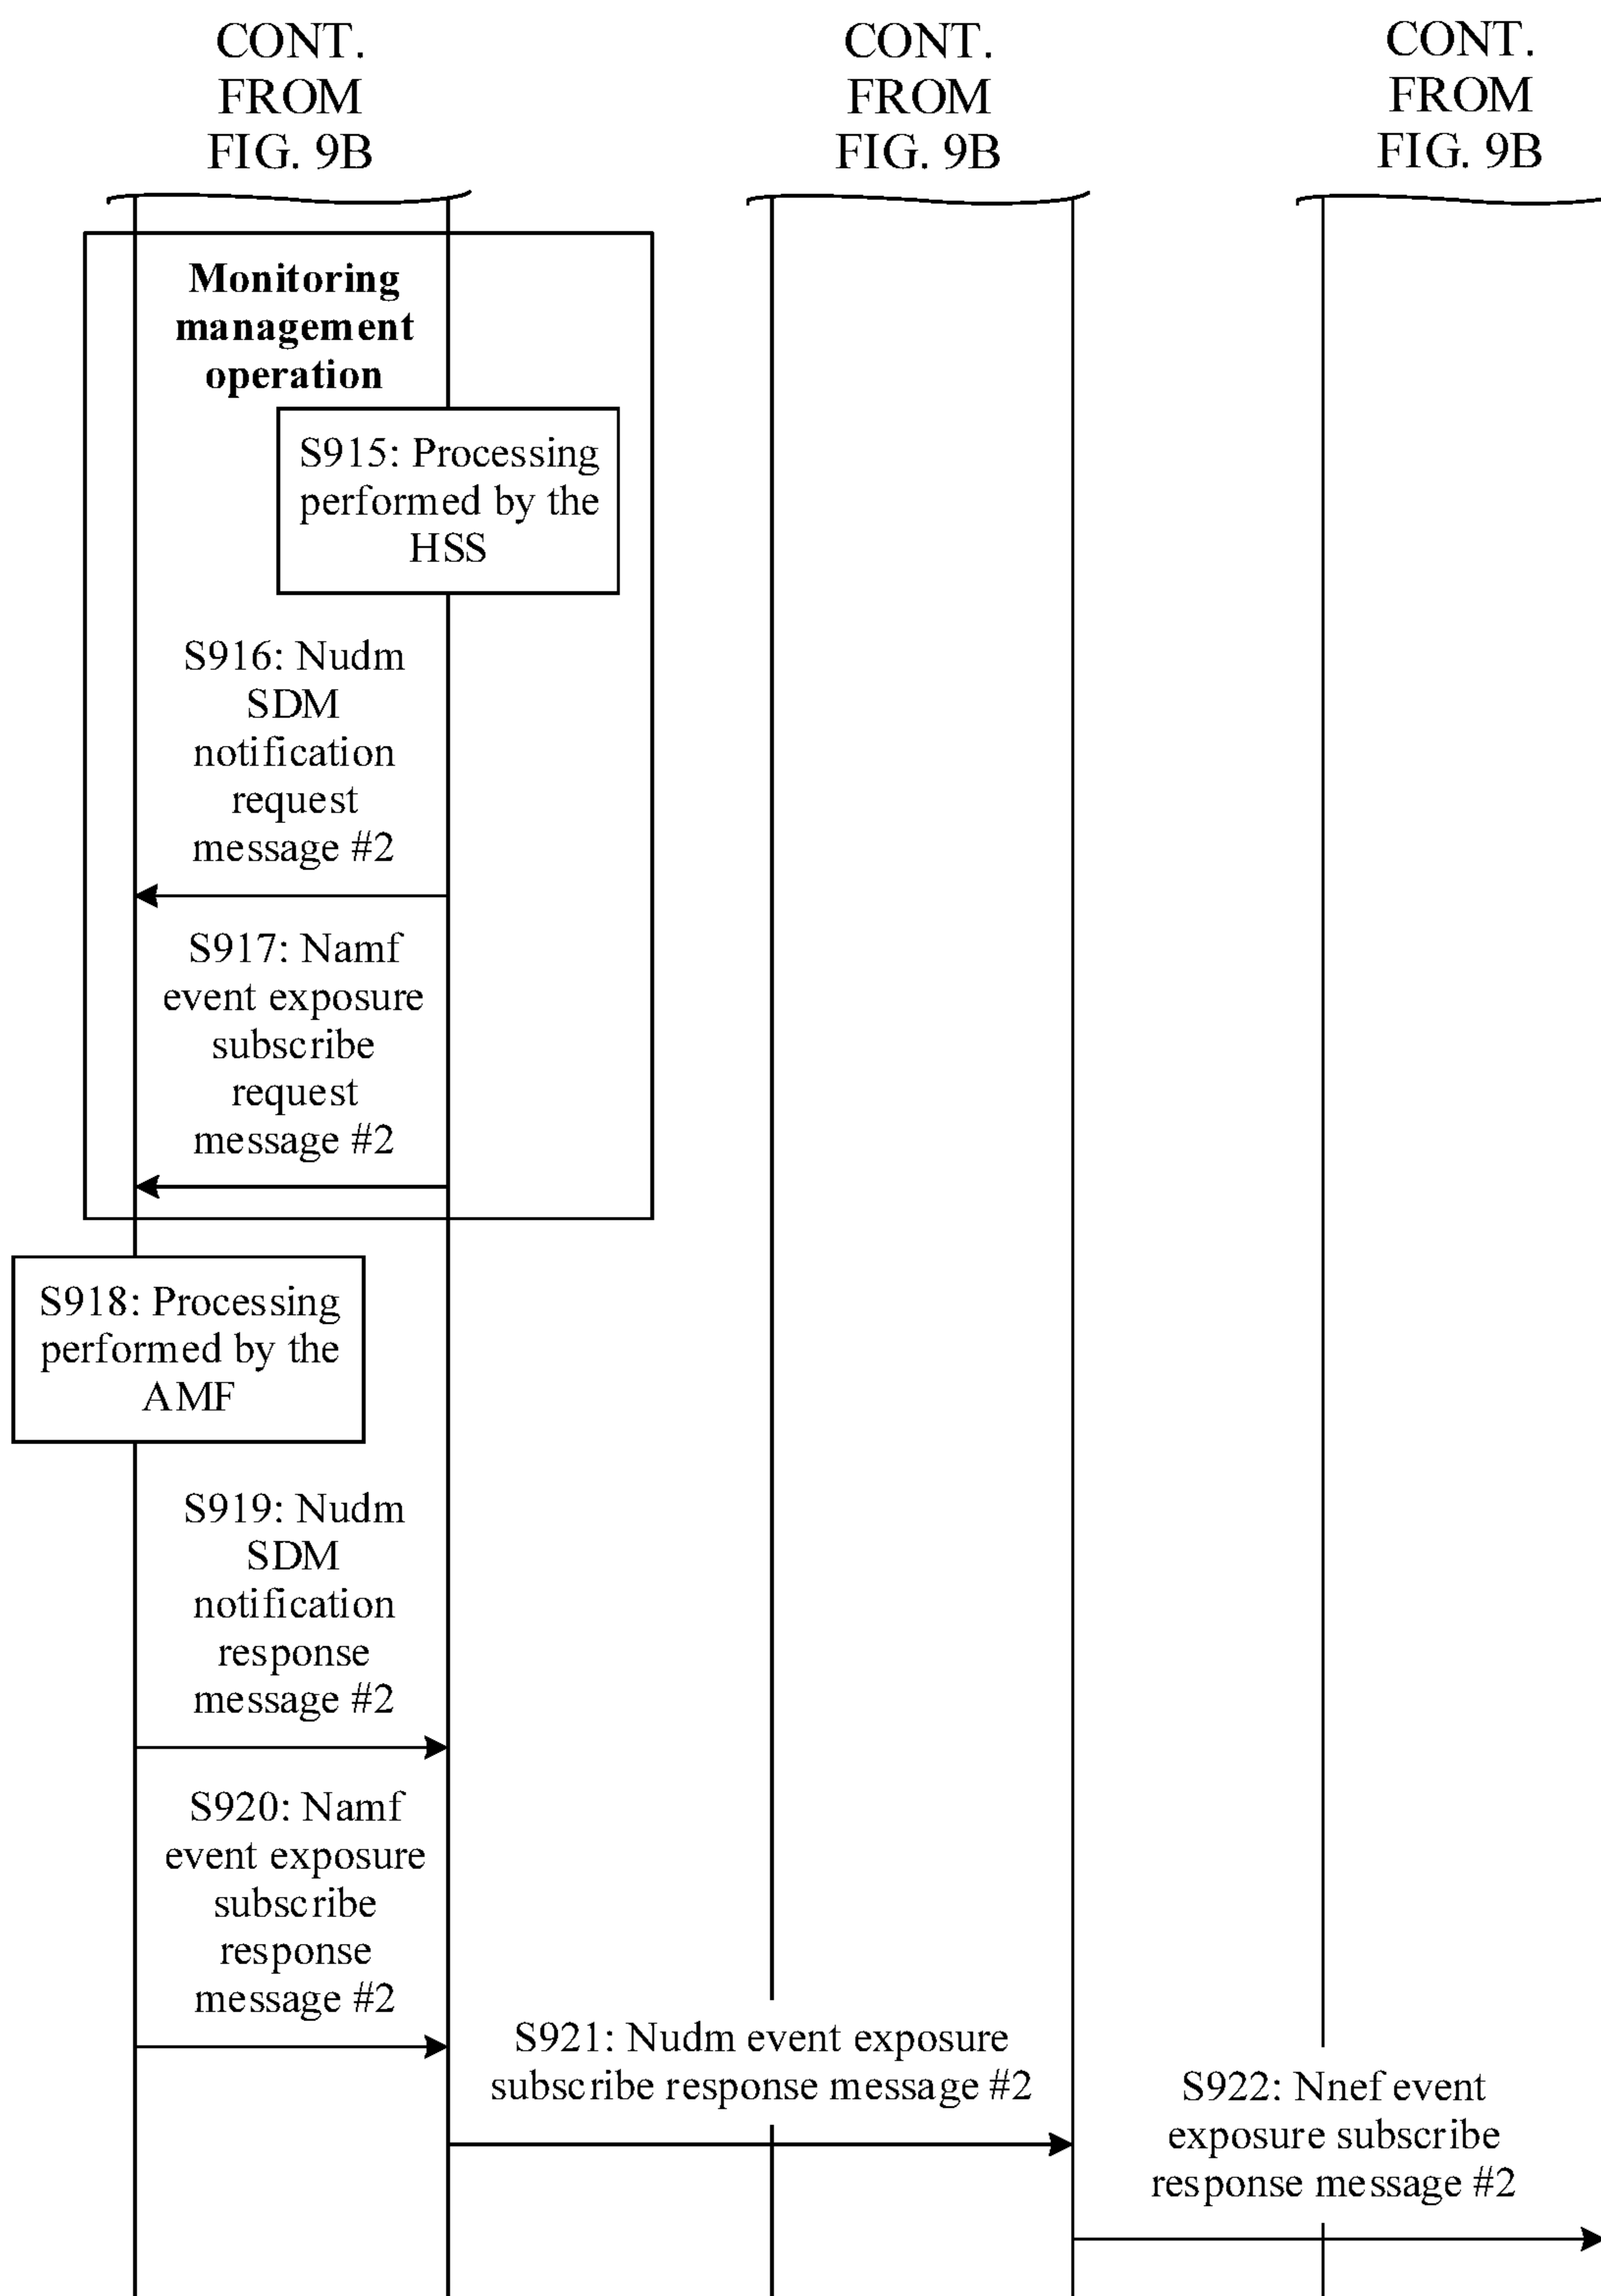 CONT.
FROM
FIG. 9B
CONT.
FROM
FIG. 9B
CONT.
FROM
FIG. 9B
Monitoring
management
operation
S915: Processing
performed by the
HSS
S916: Nudm
SDM
notification
request
message #2
S917: Namf
event exposure
subscribe
request
message #2
S918: Processing
performed by the
AMF
S919: Nudm
SDM
notification
response
message #2
S920: Namf
event exposure
subscribe
response
message #2
S921: Nudm event exposure
subscribe response message #2
S922: Nnef event
exposure subscribe
response message #2